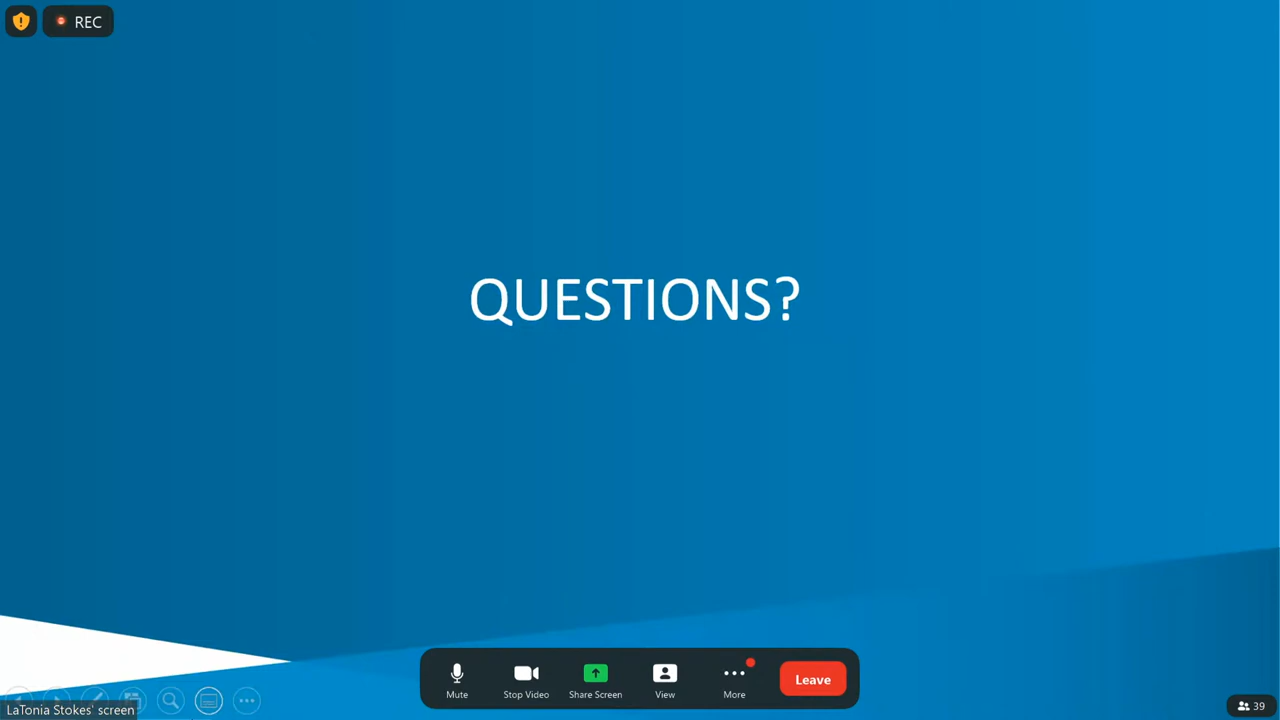 REC
QUESTIONS?
Mute
Stop Video
Share Screen
View
More
Leave
LaTonia Stokes' screen
39